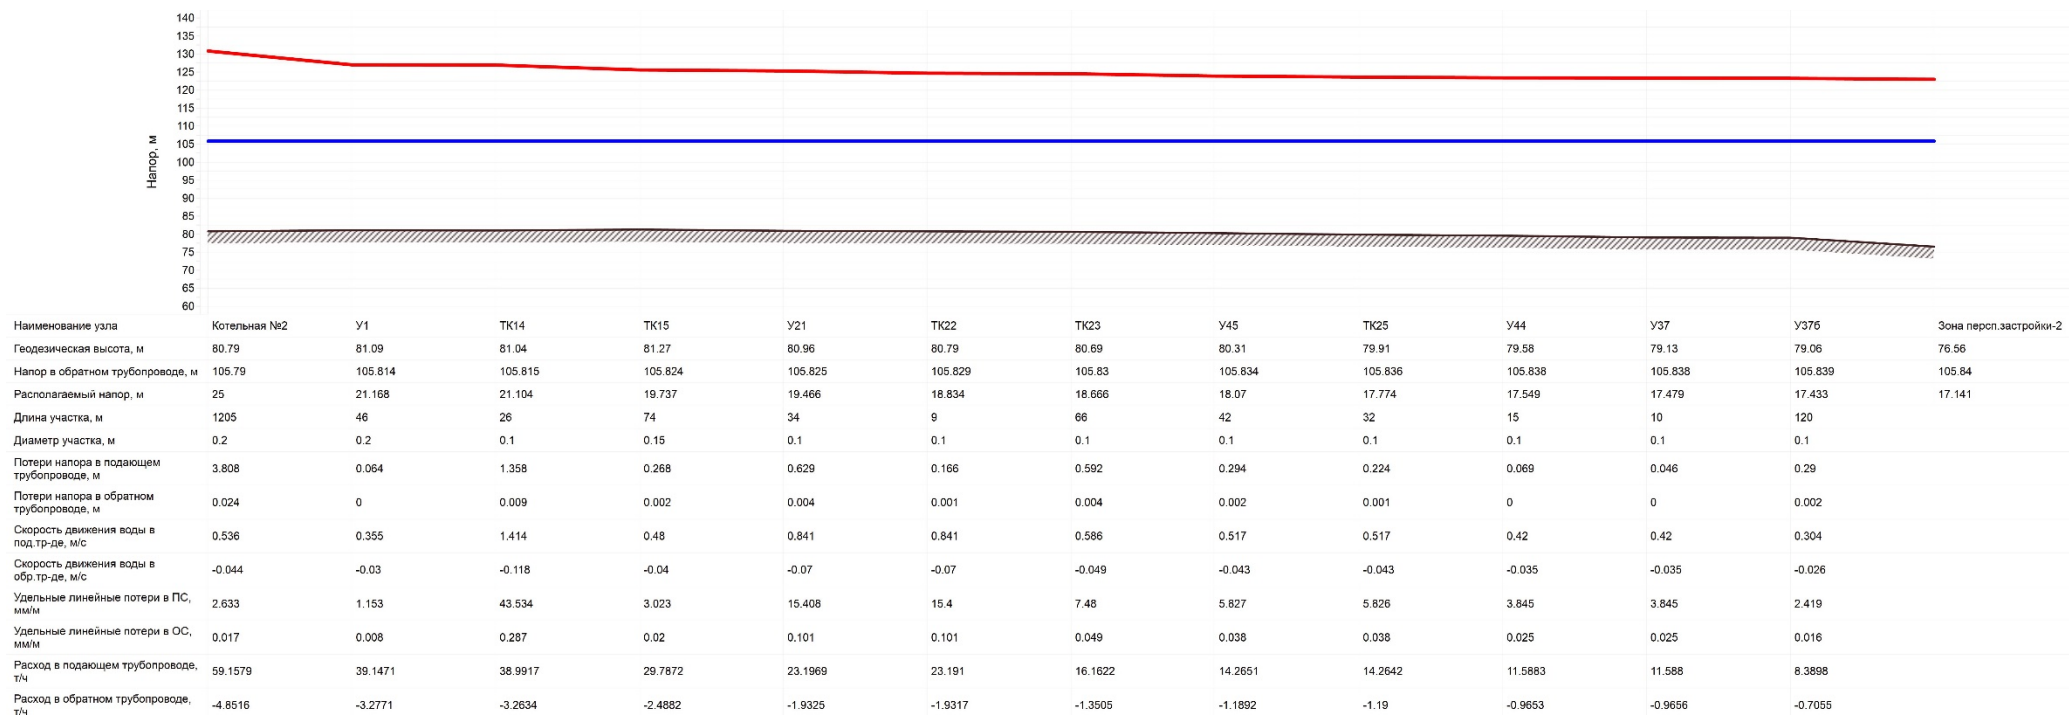 140
135
130
125
120
115
110
105
100
95
90
85
80
75
70
65
60
Напор, м
Наименование узла Котельная №2 У1 ТК14 ТК15 У21 ТК22 ТК23 У45 ТК25 У44 У37 У37б Зона персп.застройки-2
Геодезическая высота, м 80.79 81.09 81.04 81.27 80.96 80.79 80.69 80.31 79.91 79.58 79.13 79.06 76.56
Напор в обратном трубопроводе, м 105.79 105.814 105.815 105.824 105.825 105.829 105.83 105.834 105.836 105.838 105.838 105.839 105.84
Располагаемый напор, м 25 21.168 21.104 19.737 19.466 18.834 18.666 18.07 17.774 17.549 17.479 17.433 17.141
Длина участка, м 1205 46 26 74 34 9 66 42 32 15 10 120
Диаметр участка, м 0.2 0.2 0.1 0.15 0.1 0.1 0.1 0.1 0.1 0.1 0.1 0.1
Потери напора в подающем
трубопроводе, м 3.808 0.064 1.358 0.268 0.629 0.166 0.592 0.294 0.224 0.069 0.046 0.29
Потери напора в обратном
трубопроводе, м 0.024 0 0.009 0.002 0.004 0.001 0.004 0.002 0.001 0 0 0.002
Скорость движения воды в
под.тр-де, м/с 0.536 0.355 1.414 0.48 0.841 0.841 0.586 0.517 0.517 0.42 0.42 0.304
Скорость движения воды в
обр.тр-де, м/с -0.044 -0.03 -0.118 -0.04 -0.07 -0.07 -0.049 -0.043 -0.043 -0.035 -0.035 -0.026
Удельные линейные потери в ПС,
мм/м 2.633 1.153 43.534 3.023 15.408 15.4 7.48 5.827 5.826 3.845 3.845 2.419
Удельные линейные потери в ОС,
мм/м 0.017 0.008 0.287 0.02 0.101 0.101 0.049 0.038 0.038 0.025 0.025 0.016
Расход в подающем трубопроводе,
т/ч 59.1579 39.1471 38.9917 29.7872 23.1969 23.191 16.1622 14.2651 14.2642 11.5883 11.588 8.3898
Расход в обратном трубопроводе,
т/ч -4.8516 -3.2771 -3.2634 -2.4882 -1.9325 -1.9317 -1.3505 -1.1892 -1.19 -0.9653 -0.9656 -0.7055